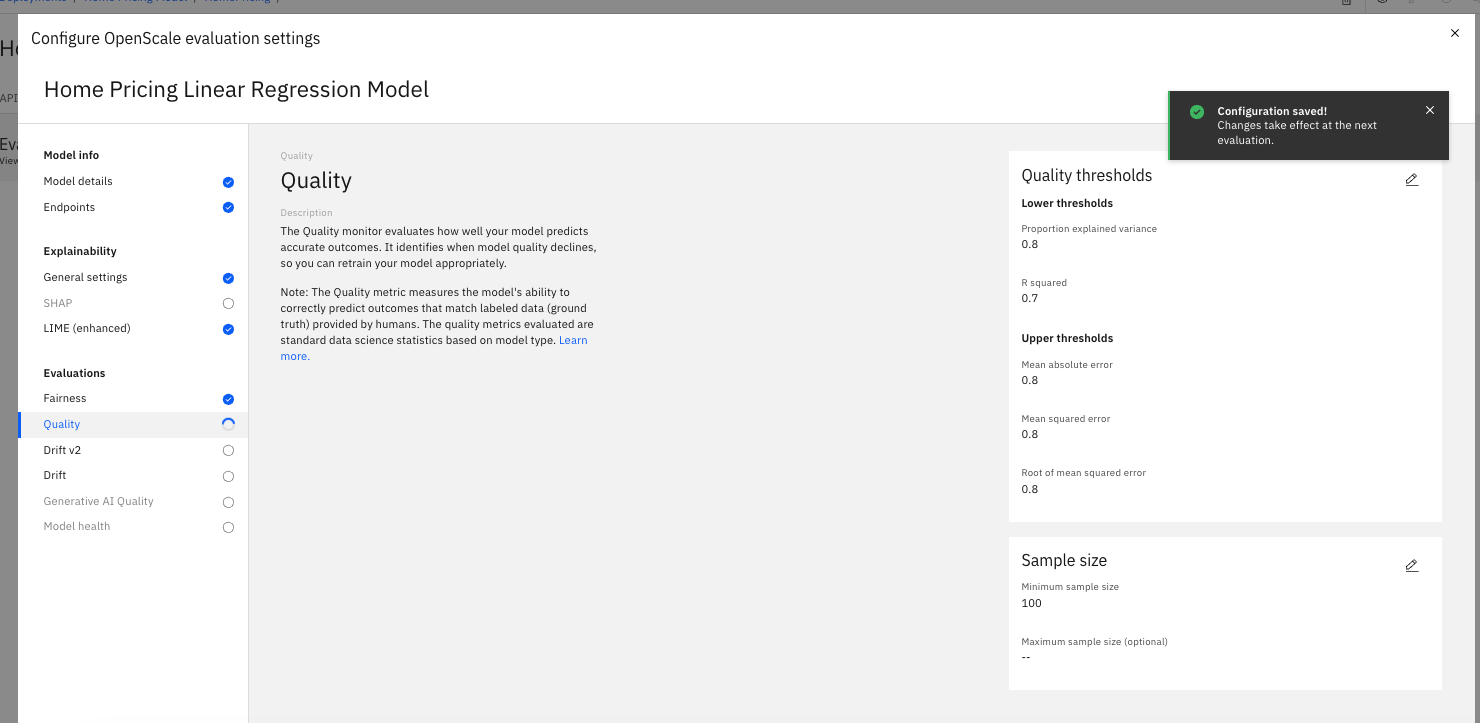 Configure OpenScale evaluation settings
Home Pricing Linear Regression Model
Configuration saved!
Changes take effect at the next
evaluation.
Model info
Model details
Endpoints
Explainability
General settings
SHAP
LIME (enhanced)
Evaluations
Fairness
Quality
Drift v2
Drift
Generative AI Quality
Model health
Quality
Quality
Description
The Quality monitor evaluates how well your model predicts
accurate outcomes. It identifies when model quality declines,
so you can retrain your model appropriately.
Note: The Quality metric measures the model's ability to
correctly predict outcomes that match labeled data (ground
truth) provided by humans. The quality metrics evaluated are
standard data science statistics based on model type. Learn
more.
Quality thresholds
Lower thresholds
Proportion explained variance
0.8
R squared
0.7
Upper thresholds
Mean absolute error
0.8
Mean squared error
0.8
Root of mean squared error
0.8
Sample size
Minimum sample size
100
Maximum sample size (optional)
--
API
View